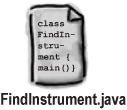 class
FindIn-
stru-
ment {
main()}
FindInstrument.java